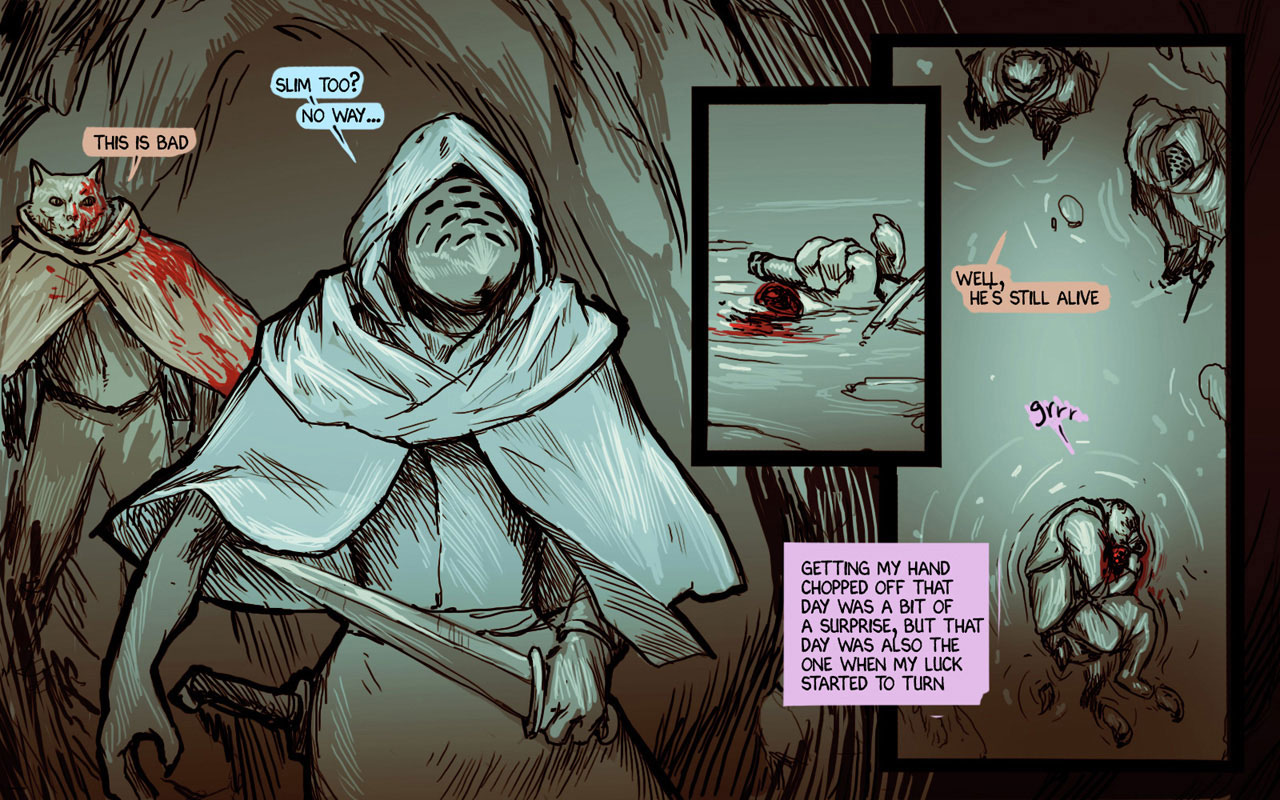 THIS IS BAD
SLIM TOO?
NO WAY...
WELL,
HE'S STILL ALIVE
grrr
GETTING MY HAND
CHOPPED OFF THAT
DAY WAS A BIT OF
A SURPRISE, BUT THAT
DAY WAS ALSO THE
ONE WHEN MY LUCK
STARTED TO TURN